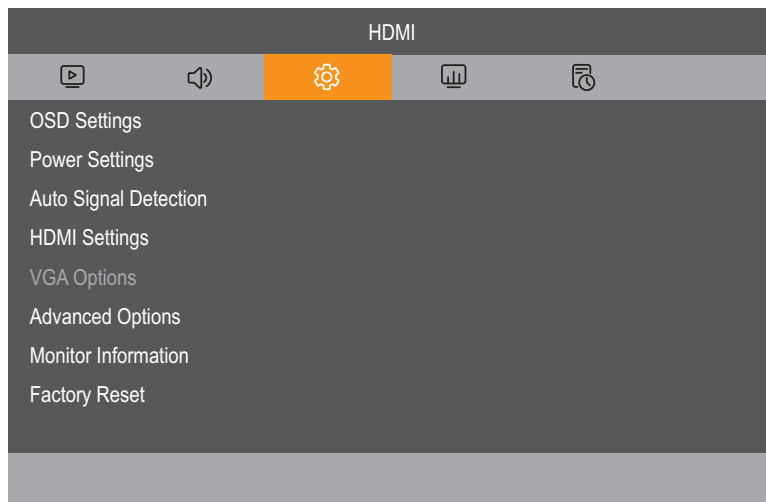 HDMI
OSD Settings
Power Settings
Auto Signal Detection
HDMI Settings
VGA Options
Advanced Options
Monitor Information
Factory Reset